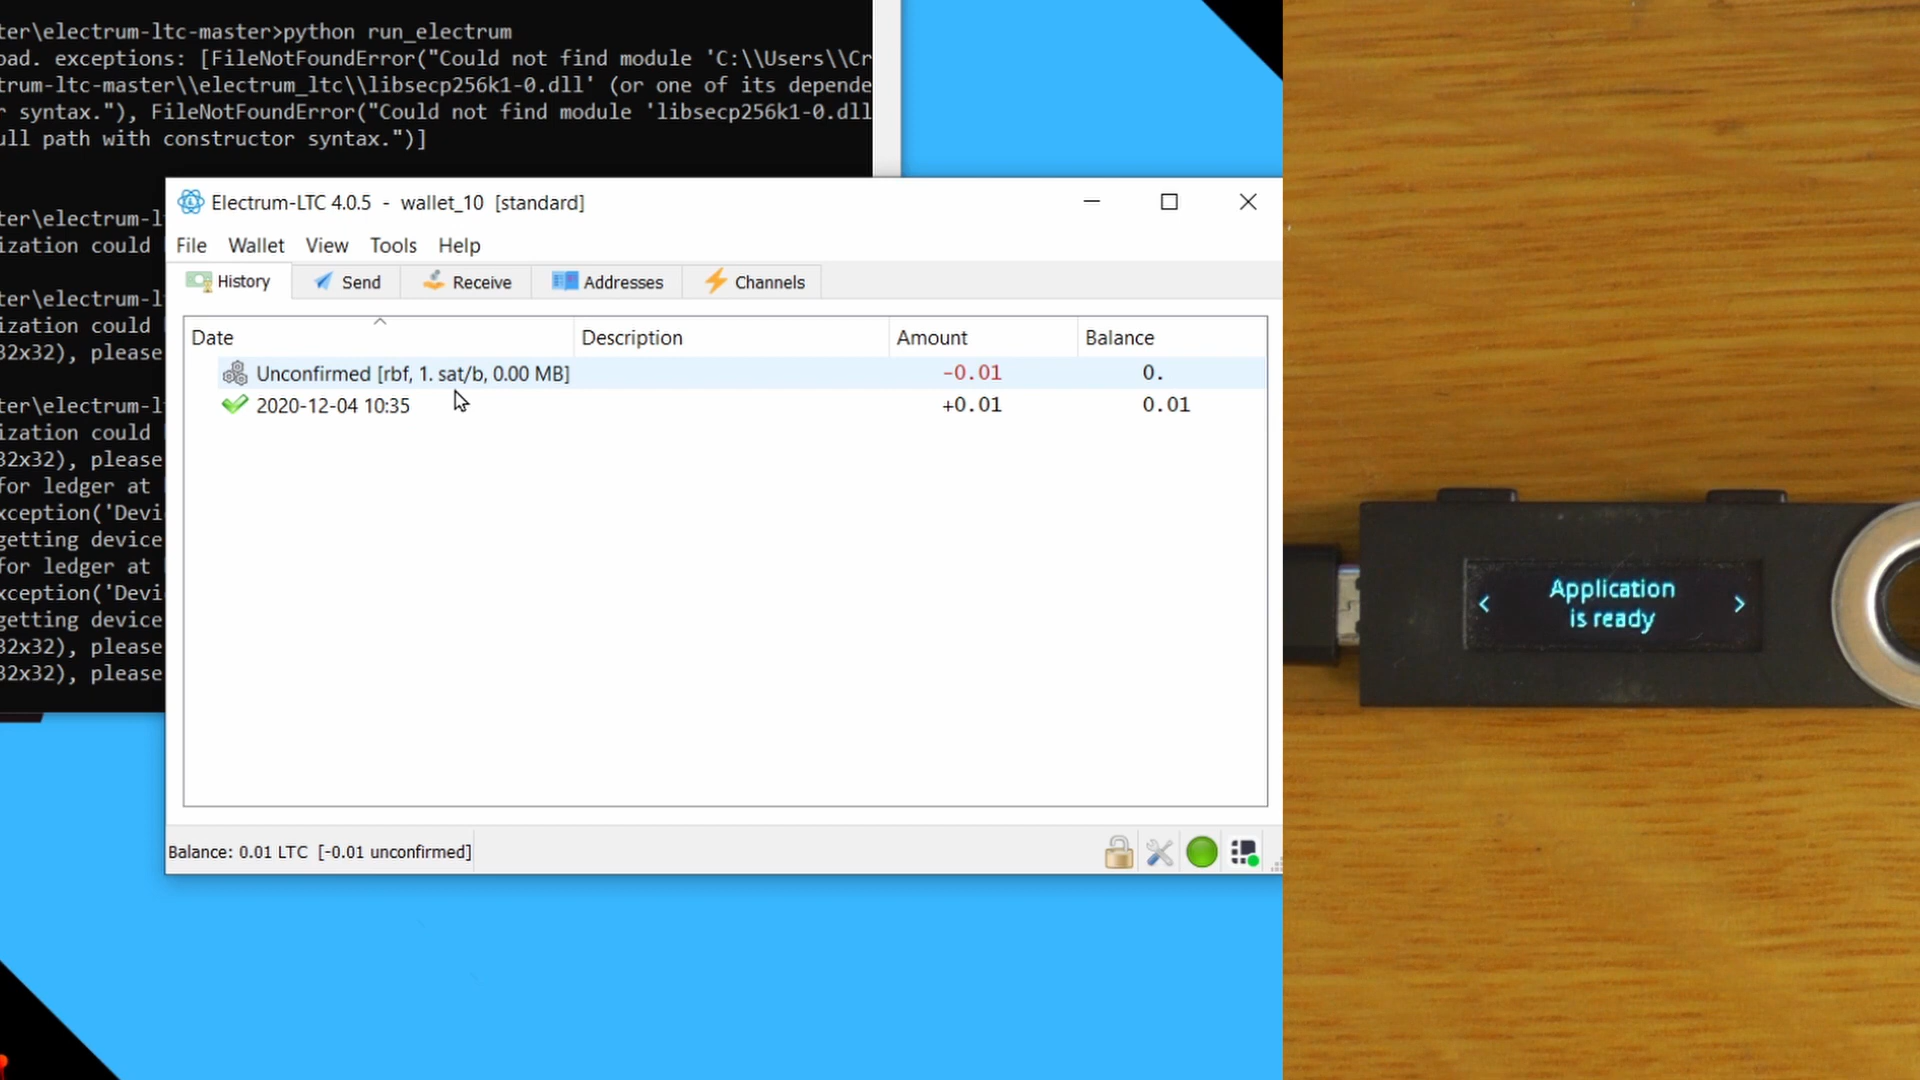 ter\electrum-ltc-master>python run_electrum
oad. exceptions: [FileNotFoundError("Could not find module 'C:\\Users\\Cr
trum-ltc-master\\electrum_ltc\\libsecp256k1-0.dll' (or one of its depende
r syntax."), FileNotFoundError("Could not find module 'libsecp256k1-0.dll
ull path with constructor syntax.")]
ter\electrum-l
ization could
ter\electrum-l
ization could
32x32), please
ter\electrum-l
ization could
32x32), please
for ledger at
xception('Devi
getting device
for ledger at
xception('Devi
getting device
32x32), please
32x32), please
Electrum-LTC 4.0.5 - wallet_10 [standard]
File Wallet View Tools Help
History Send Receive Addresses Channels
Date Description Amount Balance
Unconfirmed [rbf, 1. sat/b, 0.00 MB] -0.01 0.
2020-12-04 10:35 +0.01 0.01
Balance: 0.01 LTC [-0.01 unconfirmed]
Application
is ready